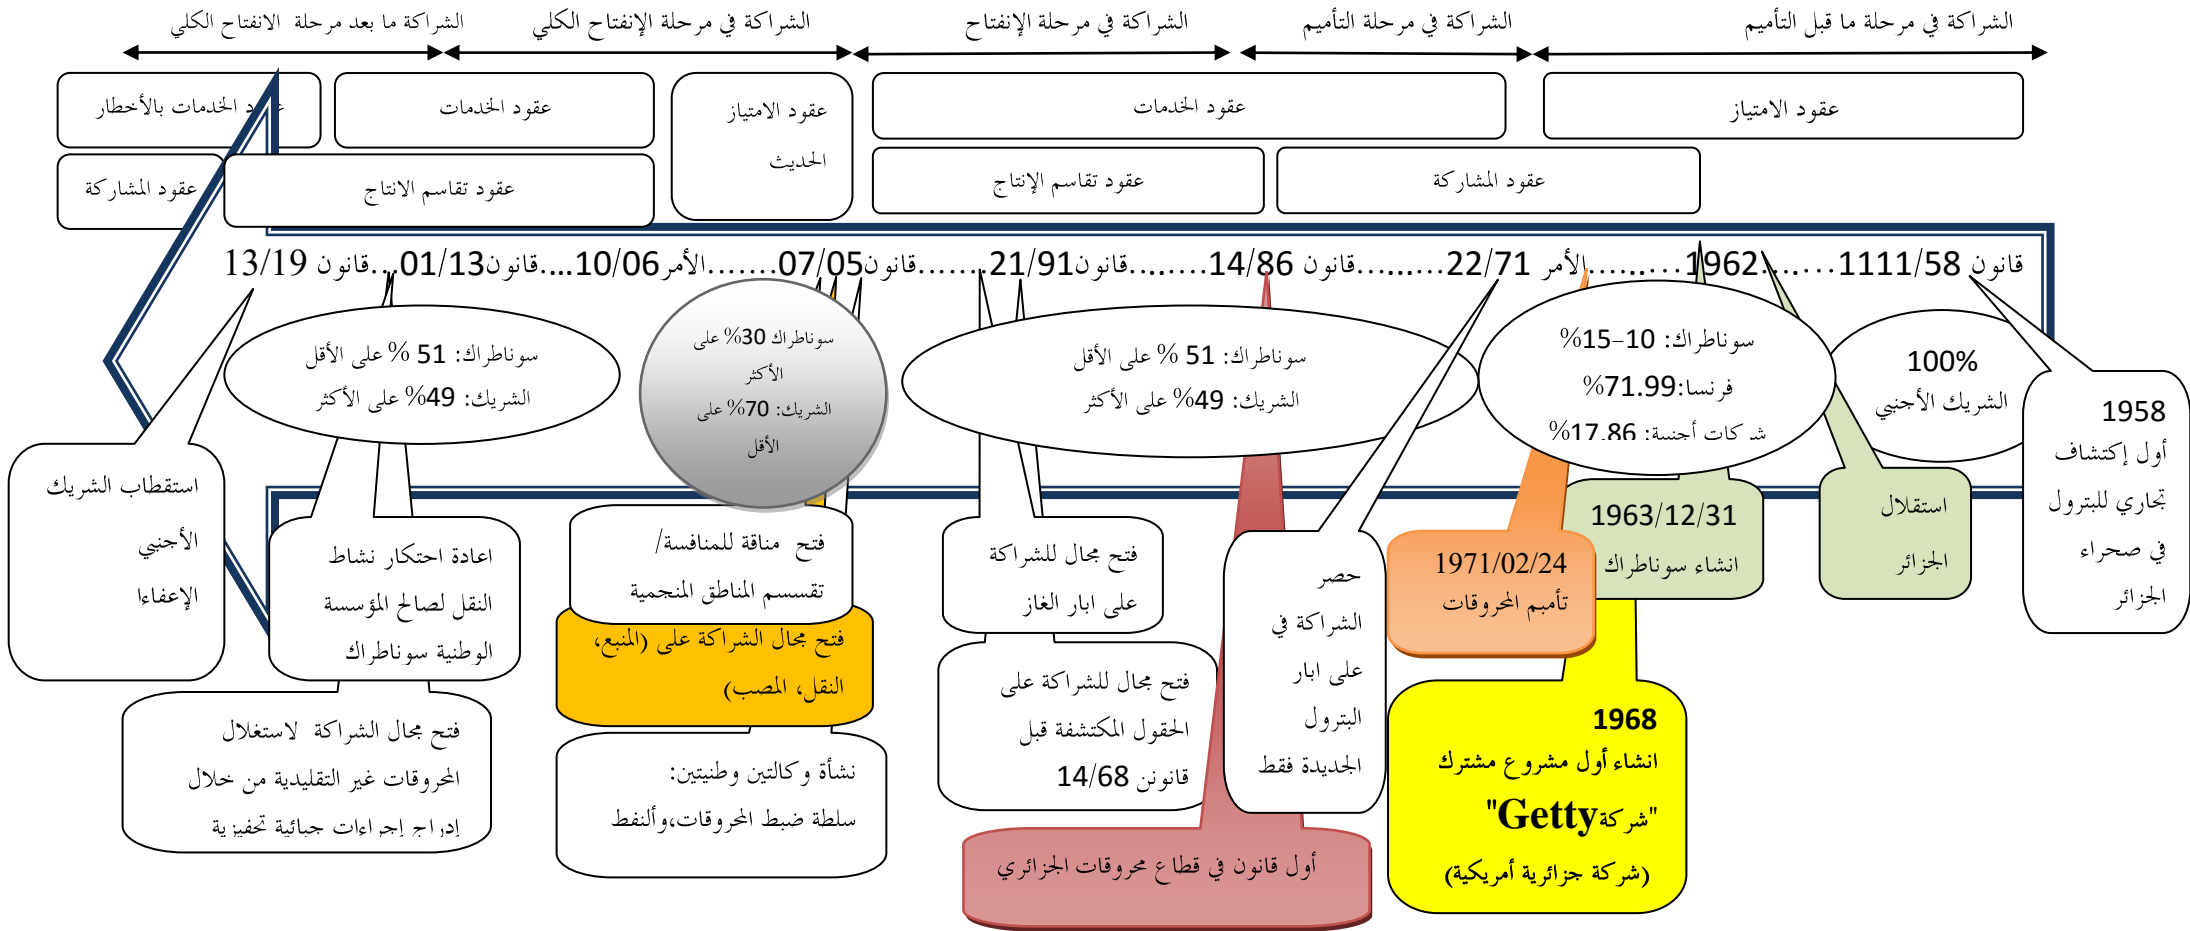 الشراكة في مرحلة ما قبل التأميم
الشراكة في مرحلة التأميم
الشراكة في مرحلة الإنفتاح
الشراكة في مرحلة الإنفتاح الكلي
الشراكة ما بعد مرحلة الانفتاح الكلي
عقود الامتياز
عقود الخدمات
عقود الامتياز
الحديث
عقود الخدمات
عقود الخدمات بالأخطار
عقود المشاركة
عقود تقاسم الإنتاج
عقود تقاسم الانتاج
عقود المشاركة
قانون 1111/58.......1962.........الأمر 22/71.........قانون 14/86........قانون21/91.......قانون07/05.......الأمر10/06....قانون01/13...قانون 13/19
100%
الشريك الأجنبي
سوناطراك: 10-15%
فرنسا:71.99%
شركات أجنبية: 17.86%
سوناطراك: 51 % على الأقل
الشريك: 49% على الأكثر
سوناطراك 30% على
الأكثر
الشريك: 70% على
الأقل
سوناطراك: 51 % على الأقل
الشريك: 49% على الأكثر
1958
أول إكتشاف
تجاري للبترول
في صحراء
الجزائر
استقلال
الجزائر
1963/12/31
انشاء سوناطراك
1971/02/24
تأمبم المحروقات
1968
انشاء أول مشروع مشترك
"شركةGetty"
(شركة جزائرية أمريكية)
حصر
الشراكة في
على ابار
البترول
الجديدة فقط
أول قانون في قطاع محروقات الجزائري
فتح مجال للشراكة
على ابار الغاز
فتح مجال للشراكة على
الحقول المكتشفة قبل
قانونن 14/68
فتح مناقة للمنافسة/
تقسسم المناطق المنجمية
فتح مجال الشراكة على (المنبع،
النقل، المصب)
نشأة وكالتين وطنيتين:
سلطة ضبط المحروقات،وألنفط
اعادة احتكار نشاط
النقل لصالح المؤسسة
الوطنية سوناطراك
فتح مجال الشراكة لاستغلال
المحروقات غير التقليدية من خلال
إدراج إجراءات جبائية تحفيزية
استقطاب الشريك
الأجنبي
الإعفاءا